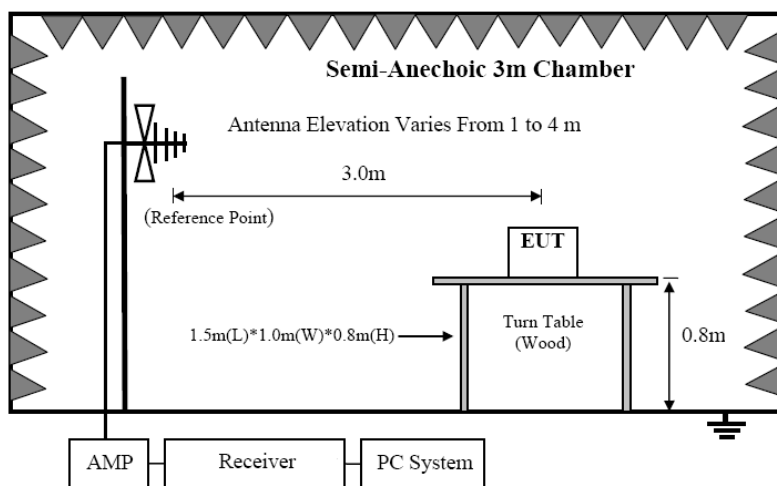 Semi-Anechoic 3m Chamber
Antenna Elevation Varies From 1 to 4 m
3.0m
(Reference Point)
EUT
1.5m(L)*1.0m(W)*0.8m(H)
Turn Table
(Wood)
0.8m
AMP
Receiver
PC System